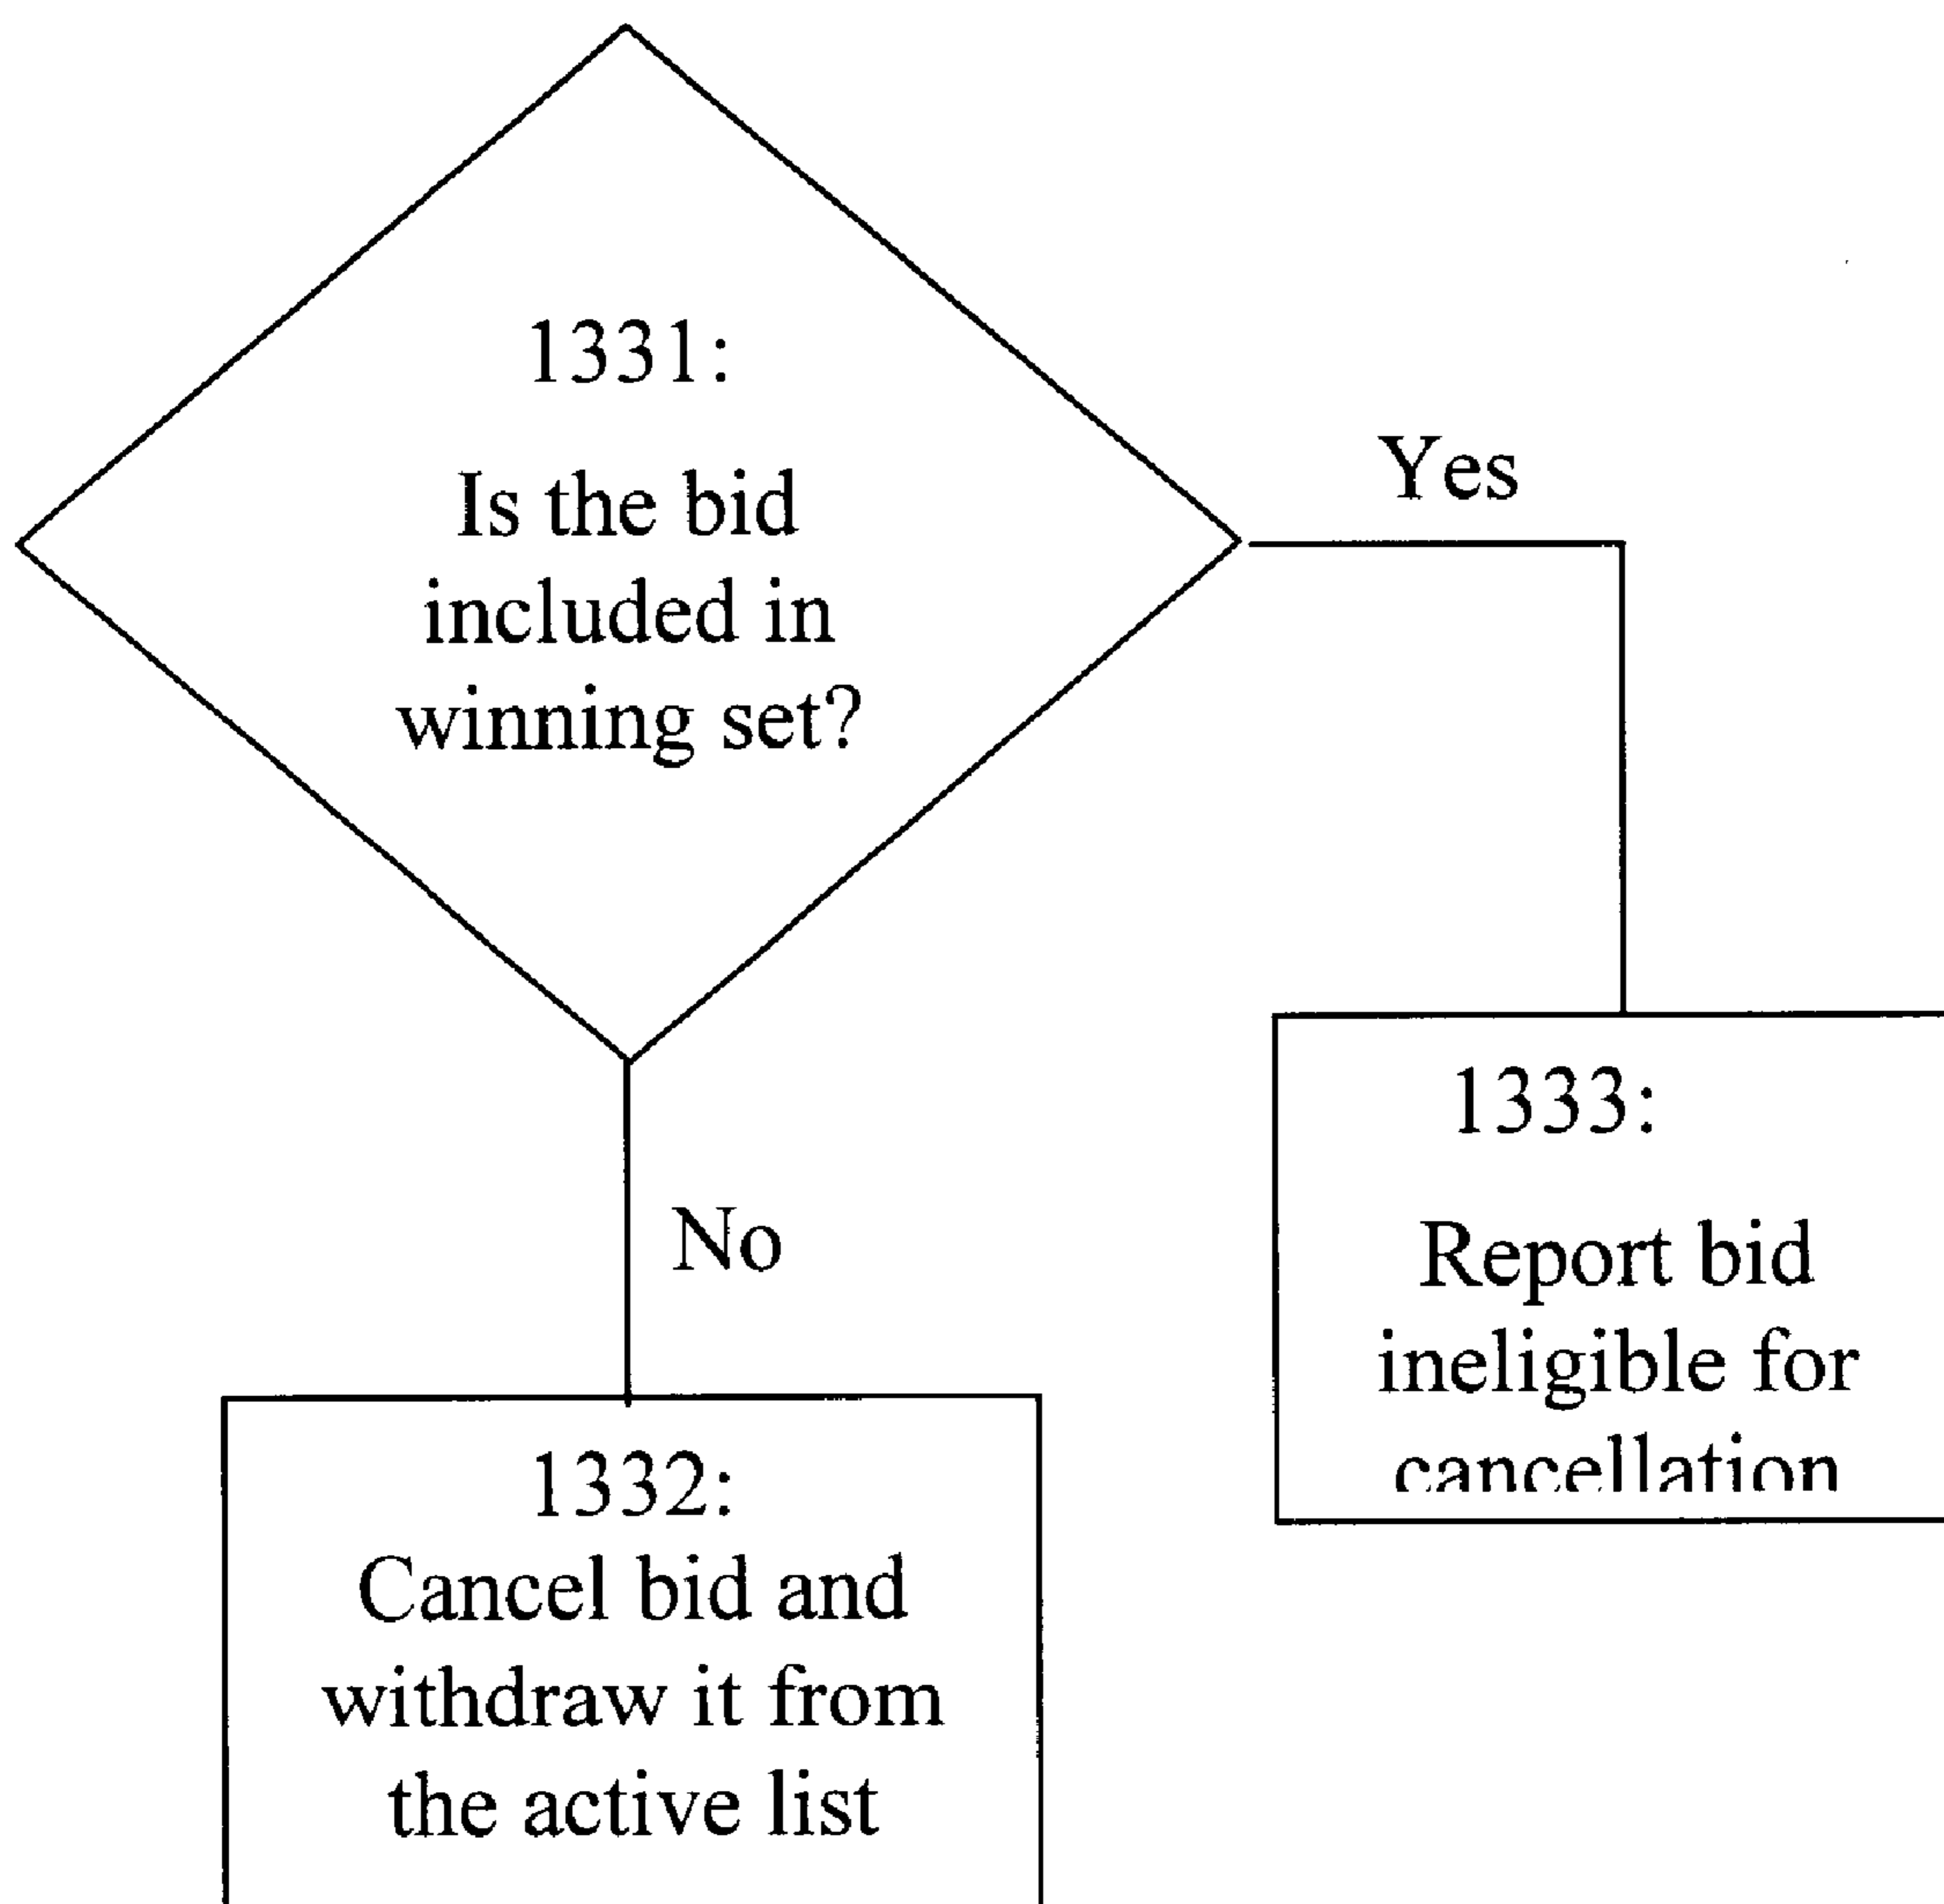 1331:
Is the bid
included in
winning set?
Yes
No
1333:
Report bid
ineligible for
cancellation
1332:
Cancel bid and
withdraw it from
the active list